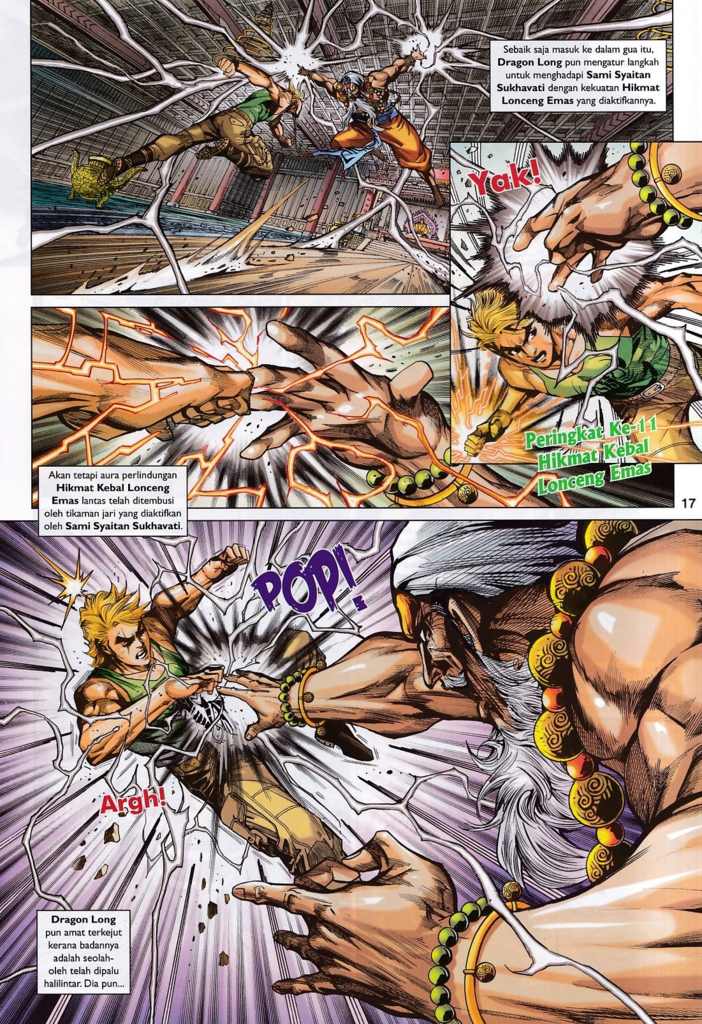 Sebaik saja masuk ke dalam gua itu,
Dragon Long pun mengatur langkah
untuk menghadapi Sami Syaitan
Sukhavati dengan kekuatan Hikmat
Lonceng Emas yang diaktifkannya.
Yak!
Peringkat Ke-11
Hikmat Kebal
Lonceng Emas
Akan tetapi aura perlindungan
Hikmat Kebal Lonceng
Emas lantas telah ditembusi
oleh tikaman jari yang diaktifkan
oleh Sami Syaitan Sukhavati.
17
POP!
Argh!
Dragon Long
pun amat terkejut
kerana badannya
adalah seolah-
oleh telah dipalu
halilintar. Dia pun...